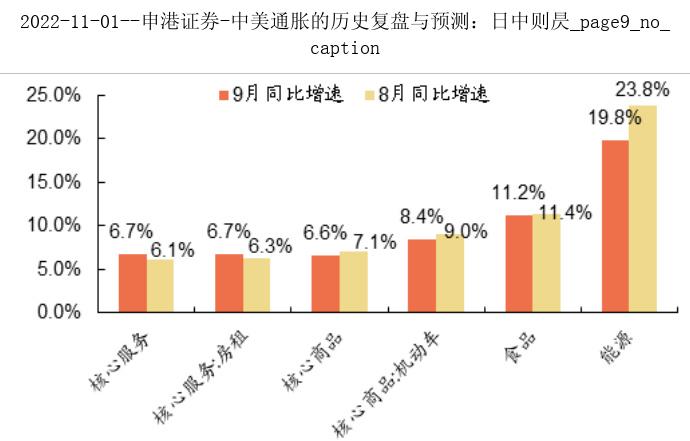 2022-11-01--申港证券-中美通胀的历史复盘与预测：日中则昃_page9_no_
caption
9月同比增速 8月同比增速
25.0%
20.0%
15.0%
10.0%
5.0%
0.0%
6.7%
6.1%
6.7%
6.3%
6.6%
7.1%
8.4%
9.0%
11.2%
11.4%
19.8%
23.8%
核心服务
核心服务:房租
核心商品
核心商品:机动车
食品
能源